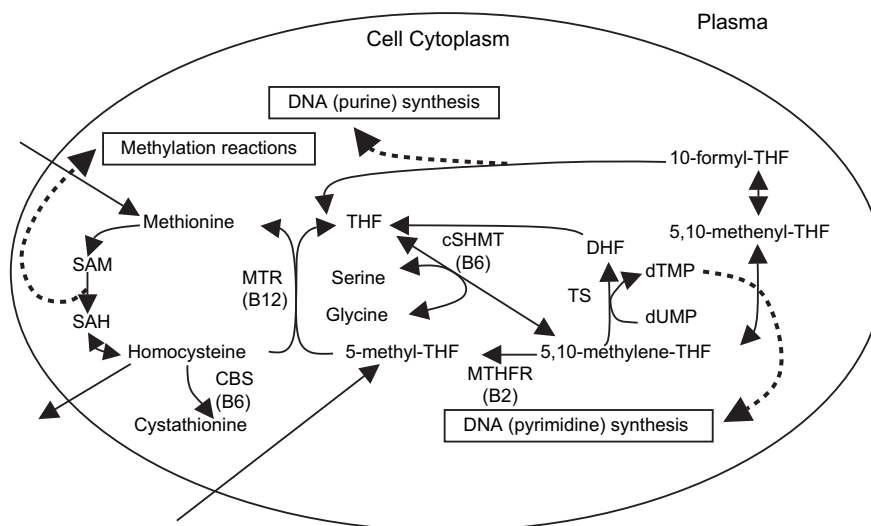 Plasma
Cell Cytoplasm
DNA (purine) synthesis
Methylation reactions
10-formyl-THF
Methionine
THF
5,10-methenyl-THF
cSHMT
(B6)
DHF
SAM
MTR
(B12)
Serine
dTMP
TS
Glycine
dUMP
SAH
Homocysteine
5-methyl-THF
5,10-methylene-THF
CBS
(B6)
MTHFR
(B2)
Cystathionine
DNA (pyrimidine) synthesis